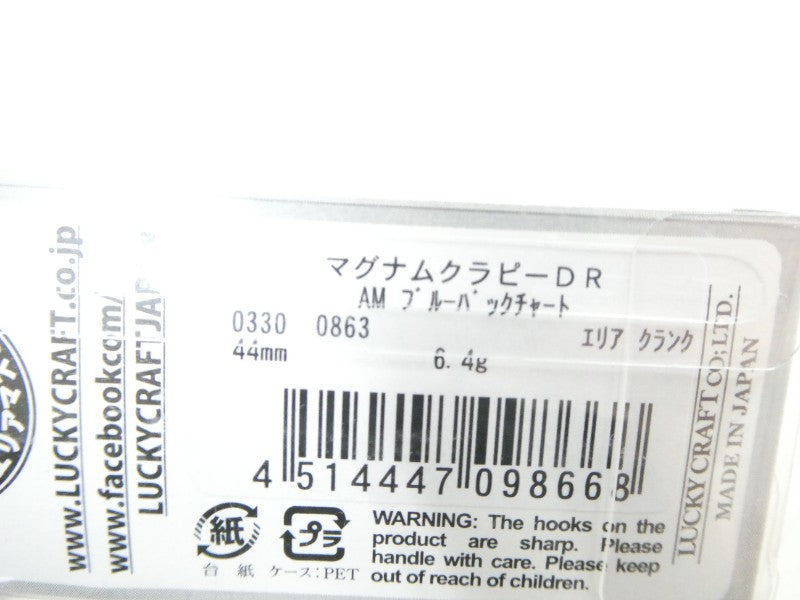 マグナムクラピーDR
AM ブルーバックチャート
0330 0863 エリア クランク
44mm 6.4g
4 514447 098668
紙
プラ
台紙 ケース:PET
WARNING: The hooks on the
product are sharp. Please
handle with care. Please keep
out of reach of children.
www.LUCKYCRAFT.co.jp
www.facebook.com/
LUCKYCRAFTJAPA
LUCKY CRAFT CO;LTD.
MADE IN JAPAN